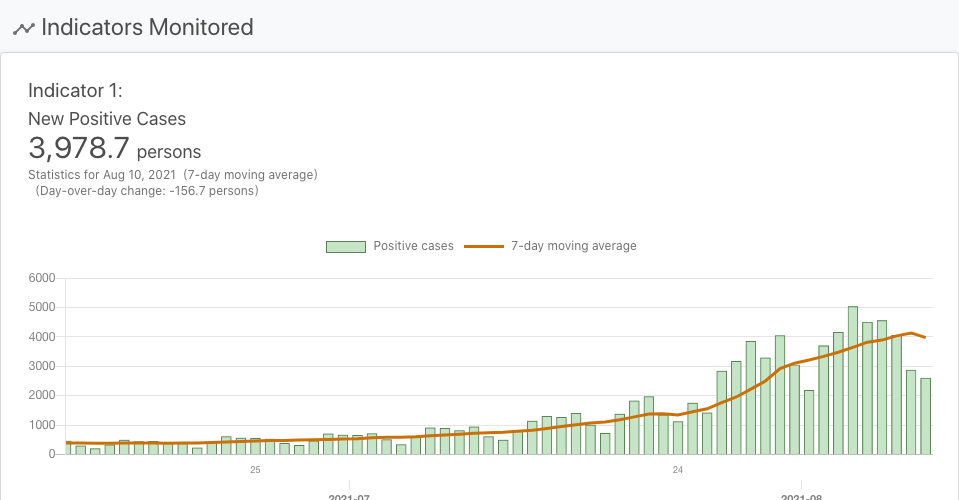 Indicators Monitored
Indicator 1:
New Positive Cases
3,978.7 persons
Statistics for Aug 10, 2021 (7-day moving average)
(Day-over-day change: -156.7 persons)
Positive cases 7-day moving average
6000
5000
4000
3000
2000
1000
0
25 24
2021-07 2021-08